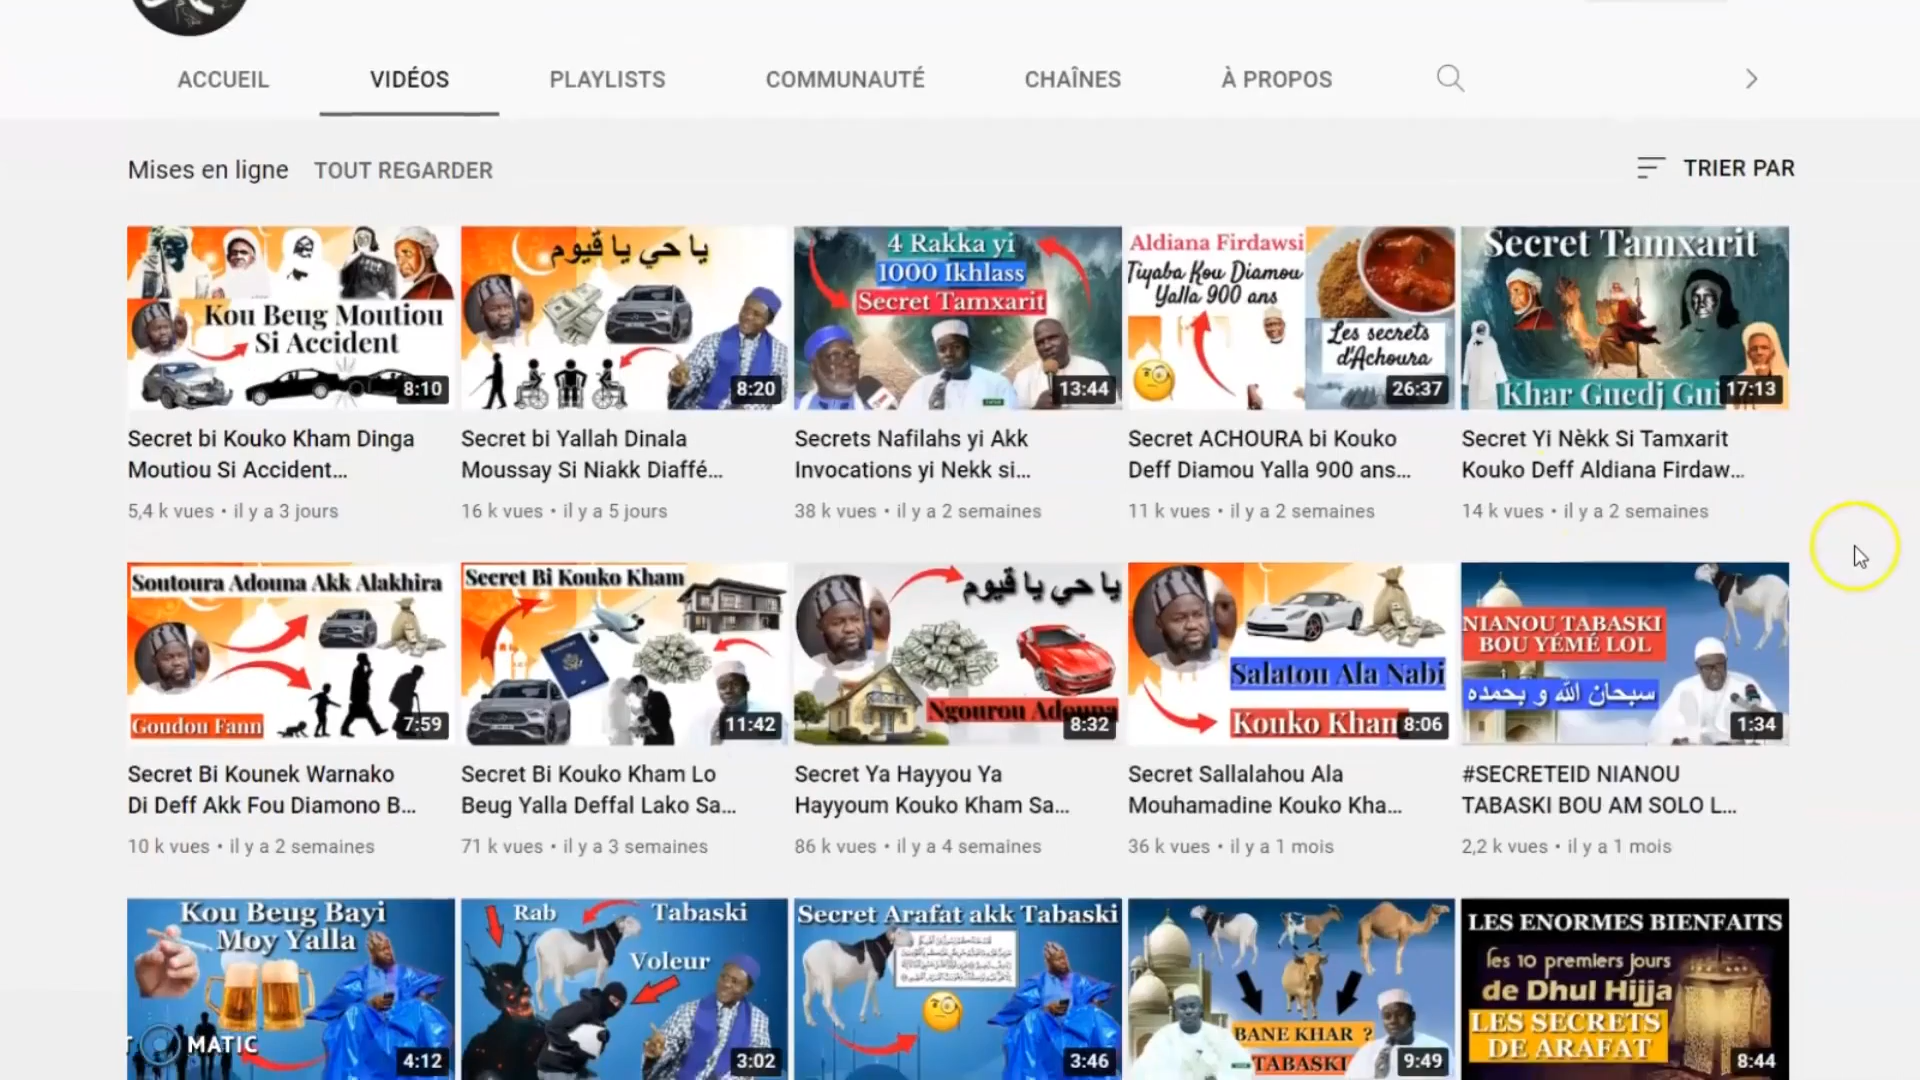 ACCUEIL
VIDÉOS
PLAYLISTS
COMMUNAUTÉ
CHAÎNES
À PROPOS
Mises en ligne
TOUT REGARDER
TRIER PAR
Kou Beug Moutiou
Si Accident
8:10
يا حي يا قيوم
8:20
4 Rakka yi
1000 Ikhlass
Secret Tamxarit
13:44
Aldiana Firdawsi
Tiyaba Kou Diamou
Yalla 900 ans
Les secrets
d'Achoura
26:37
Secret Tamxarit
Khar Guedj Gui
17:13
Secret bi Kouko Kham Dinga
Moutiou Si Accident...
5,4 k vues • il y a 3 jours
Secret bi Yallah Dinala
Moussay Si Niakk Diaffé...
16 k vues • il y a 5 jours
Secrets Nafilahs yi Akk
Invocations yi Nekk si...
38 k vues • il y a 2 semaines
Secret ACHOURA bi Kouko
Deff Diamou Yalla 900 ans...
11 k vues • il y a 2 semaines
Secret Yi Nèkk Si Tamxarit
Kouko Deff Aldiana Firdaw...
14 k vues • il y a 2 semaines
Soutoura Adouna Akk Alakhira
Goudou Fann
7:59
Secret Bi Kouko Kham
11:42
يا حي يا قيوم
Ngourou Adouna
8:32
Salatou Ala Nabi
Kouko Kham
8:06
NIANOU TABASKI
BOU YÉMÉ LOL
سبحان الله و بحمده
1:34
Secret Bi Kounek Warnako
Di Deff Akk Fou Diamono B...
10 k vues • il y a 2 semaines
Secret Bi Kouko Kham Lo
Beug Yalla Deffal Lako Sa...
71 k vues • il y a 3 semaines
Secret Ya Hayyou Ya
Hayyoum Kouko Kham Sa...
86 k vues • il y a 4 semaines
Secret Sallalahou Ala
Mouhamadine Kouko Kha...
36 k vues • il y a 1 mois
#SECRETEID NIANOU
TABASKI BOU AM SOLO L...
2,2 k vues • il y a 1 mois
Kou Beug Bayi
Moy Yalla
MATIC
4:12
Rab
Tabaski
Voleur
3:02
Secret Arafat akk Tabaski
3:46
BANE KHAR ?
TABASKI
9:49
LES ENORMES BIENFAITS
les 10 premiers jours
de Dhul Hijja
LES SECRETS
DE ARAFAT
8:44